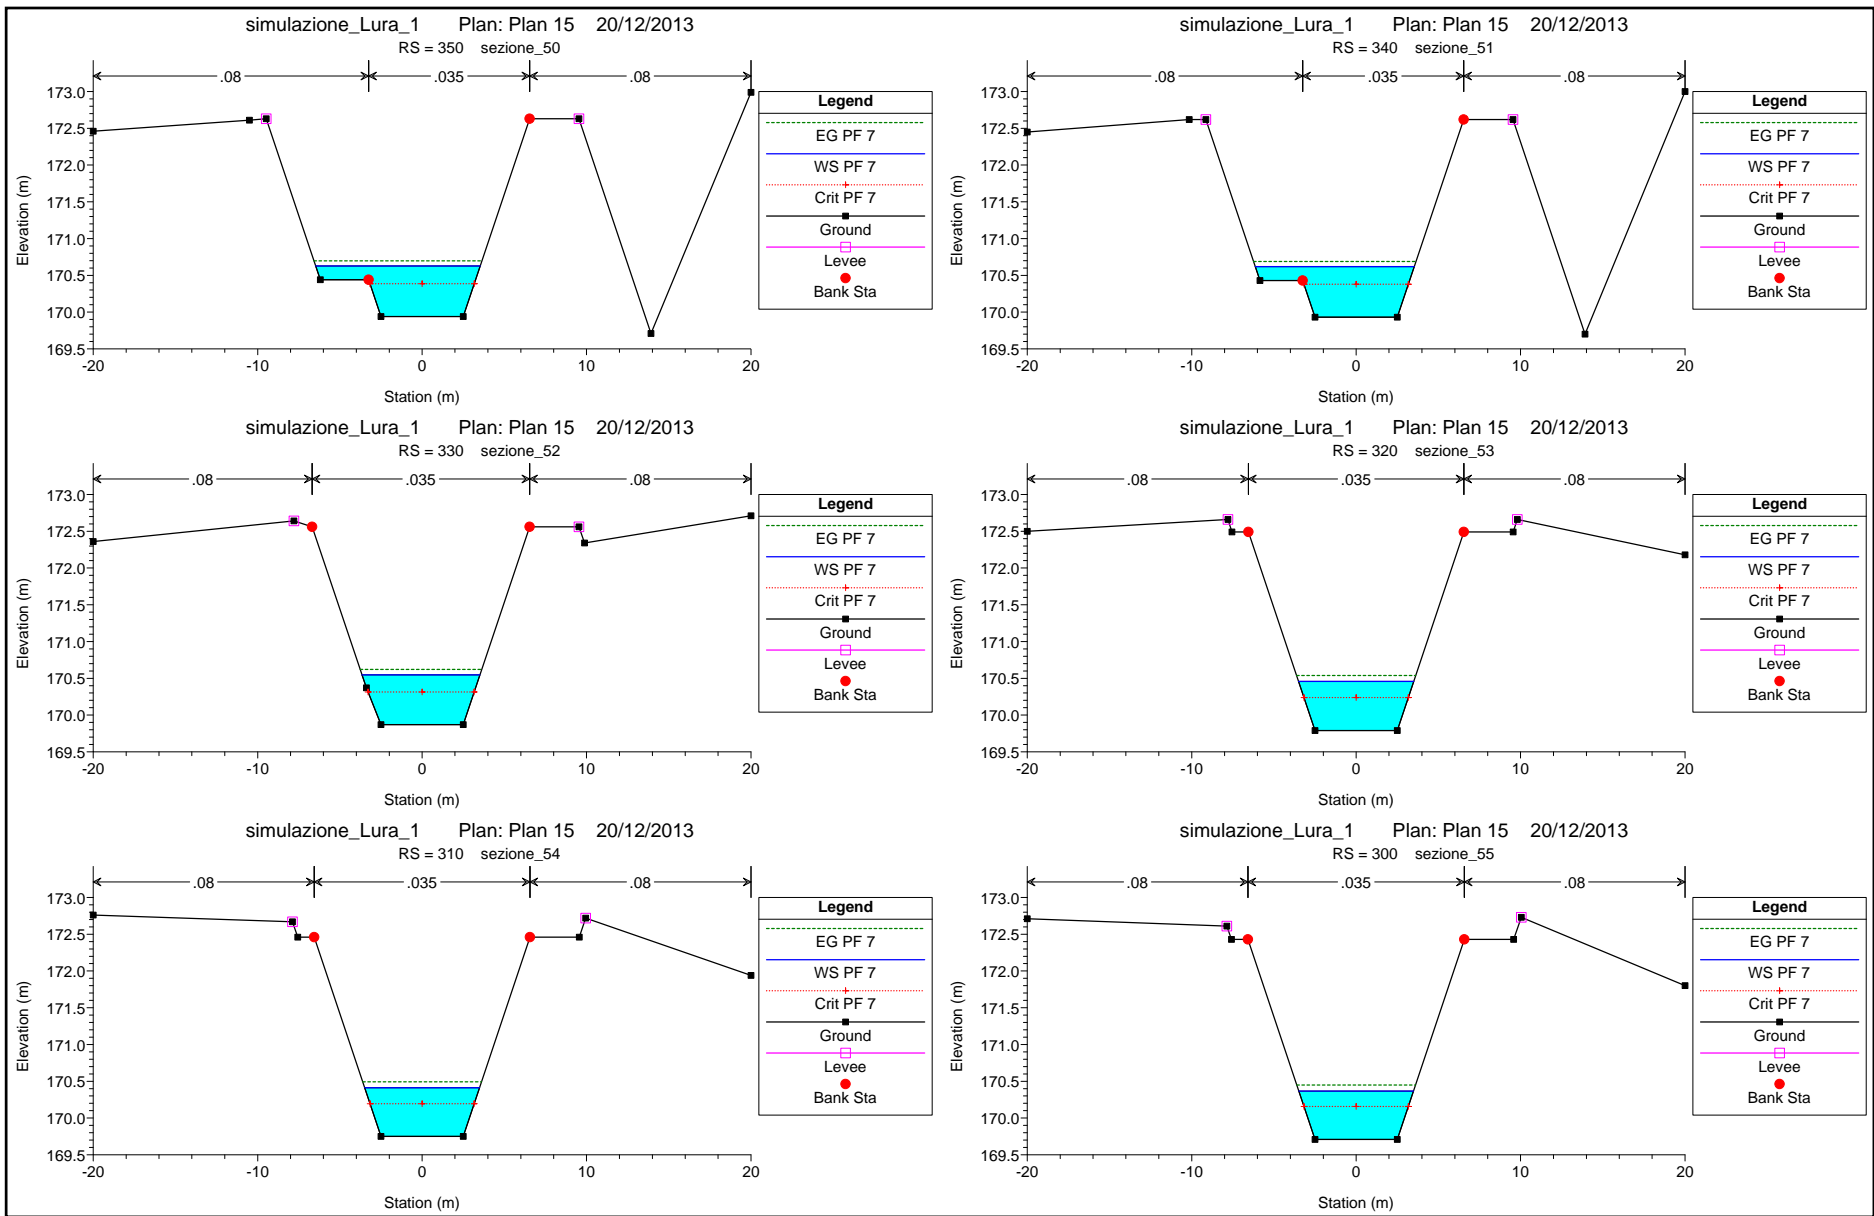 simulazione_Lura_1 Plan: Plan 15 20/12/2013
RS = 350 sezione_50
.08 .035 .08
173.0
172.5
172.0
171.5
171.0
170.5
170.0
169.5
-20 -10 0 10 20
Station (m)
Elevation (m)
Legend
EG PF 7
WS PF 7
Crit PF 7
Ground
Levee
Bank Sta
simulazione_Lura_1 Plan: Plan 15 20/12/2013
RS = 340 sezione_51
.08 .035 .08
173.0
172.5
172.0
171.5
171.0
170.5
170.0
169.5
-20 -10 0 10 20
Station (m)
Elevation (m)
Legend
EG PF 7
WS PF 7
Crit PF 7
Ground
Levee
Bank Sta
simulazione_Lura_1 Plan: Plan 15 20/12/2013
RS = 330 sezione_52
.08 .035 .08
173.0
172.5
172.0
171.5
171.0
170.5
170.0
169.5
-20 -10 0 10 20
Station (m)
Elevation (m)
Legend
EG PF 7
WS PF 7
Crit PF 7
Ground
Levee
Bank Sta
simulazione_Lura_1 Plan: Plan 15 20/12/2013
RS = 320 sezione_53
.08 .035 .08
173.0
172.5
172.0
171.5
171.0
170.5
170.0
169.5
-20 -10 0 10 20
Station (m)
Elevation (m)
Legend
EG PF 7
WS PF 7
Crit PF 7
Ground
Levee
Bank Sta
simulazione_Lura_1 Plan: Plan 15 20/12/2013
RS = 310 sezione_54
.08 .035 .08
173.0
172.5
172.0
171.5
171.0
170.5
170.0
169.5
-20 -10 0 10 20
Station (m)
Elevation (m)
Legend
EG PF 7
WS PF 7
Crit PF 7
Ground
Levee
Bank Sta
simulazione_Lura_1 Plan: Plan 15 20/12/2013
RS = 300 sezione_55
.08 .035 .08
173.0
172.5
172.0
171.5
171.0
170.5
170.0
169.5
-20 -10 0 10 20
Station (m)
Elevation (m)
Legend
EG PF 7
WS PF 7
Crit PF 7
Ground
Levee
Bank Sta